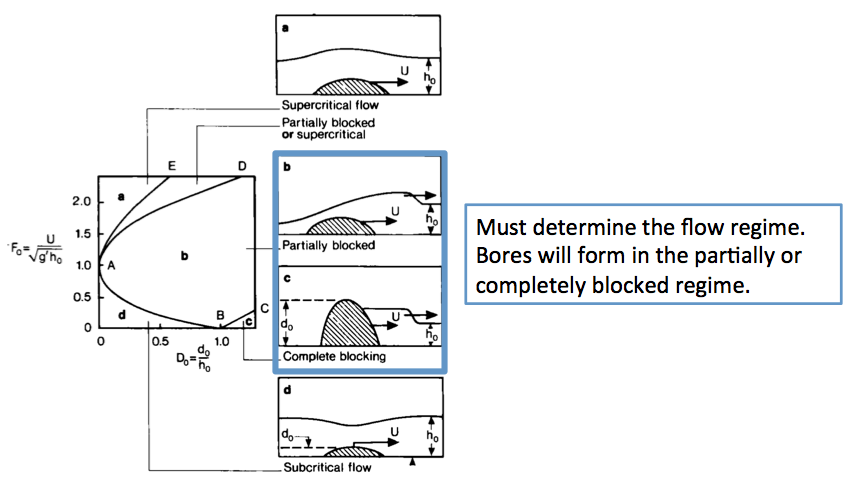 a
U
h₀
Supercritical flow
Partially blocked
or supercritical
E
D
a
2.0
1.5
1.0
0.5
0
F₀= U
√g'h₀
A
b
d
B
C
c
0
0.5
1.0
D₀= d₀
h₀
b
U
h₀
Partially blocked
c
d₀
U
h₀
Complete blocking
d
d₀
U
h₀
Subcritical flow
Must determine the flow regime.
Bores will form in the partially or
completely blocked regime.